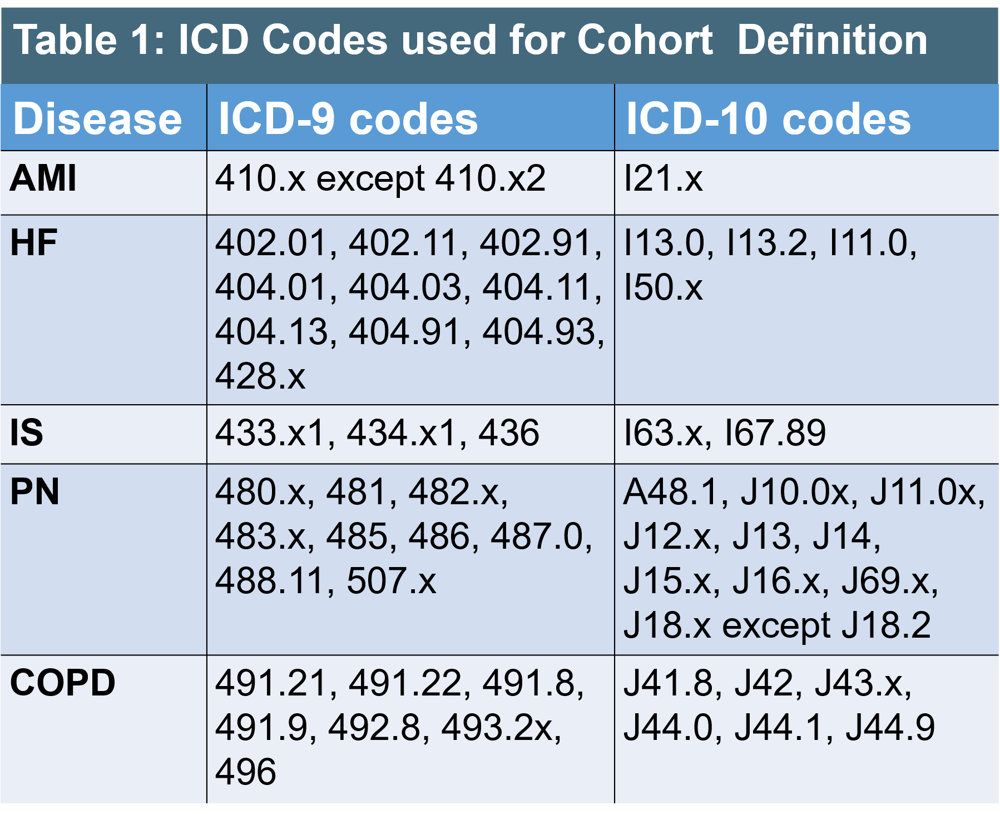 Table 1: ICD Codes used for Cohort Definition
Disease ICD-9 codes ICD-10 codes
AMI 410.x except 410.x2 I21.x
HF 402.01, 402.11, 402.91, I13.0, I13.2, I11.0,
404.01, 404.03, 404.11, I50.x
404.13, 404.91, 404.93,
428.x
IS 433.x1, 434.x1, 436 I63.x, I67.89
PN 480.x, 481, 482.x, A48.1, J10.0x, J11.0x,
483.x, 485, 486, 487.0, J12.x, J13, J14,
488.11, 507.x J15.x, J16.x, J69.x,
J18.x except J18.2
COPD 491.21, 491.22, 491.8, J41.8, J42, J43.x,
491.9, 492.8, 493.2x, J44.0, J44.1, J44.9
496